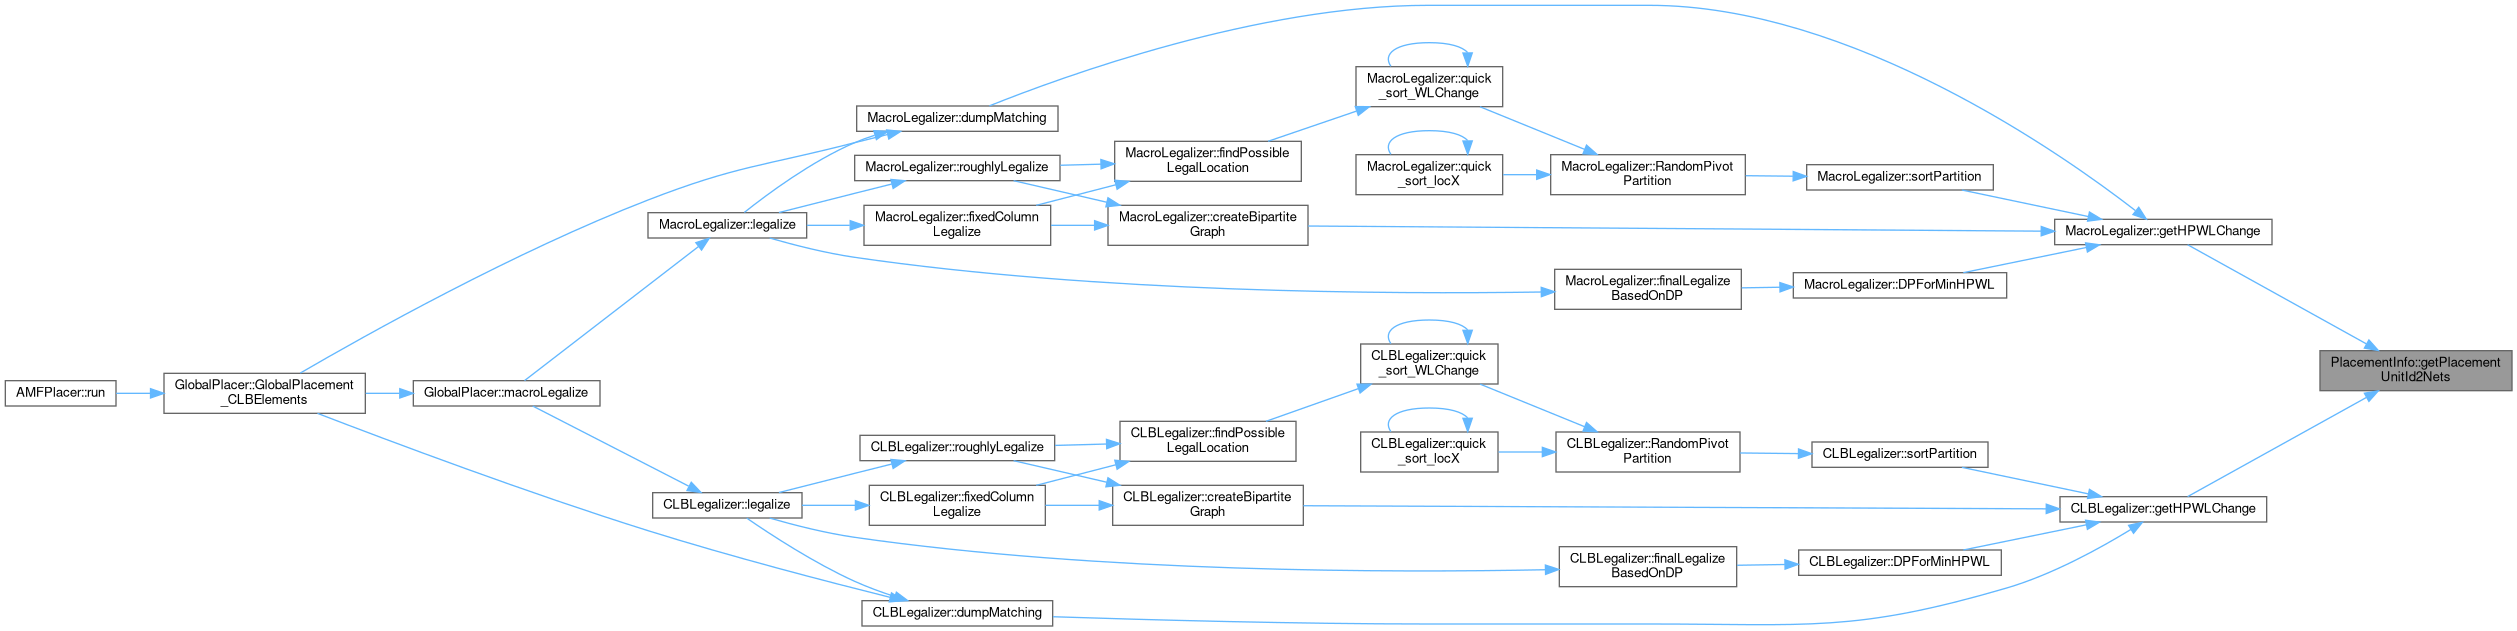 AMFPlacer::run
GlobalPlacer::GlobalPlacement
_CLBElements
GlobalPlacer::macroLegalize
MacroLegalizer::legalize
CLBLegalizer::legalize
MacroLegalizer::dumpMatching
MacroLegalizer::roughlyLegalize
MacroLegalizer::fixedColumn
Legalize
CLBLegalizer::roughlyLegalize
CLBLegalizer::fixedColumn
Legalize
CLBLegalizer::dumpMatching
MacroLegalizer::findPossible
LegalLocation
MacroLegalizer::createBipartite
Graph
CLBLegalizer::findPossible
LegalLocation
CLBLegalizer::createBipartite
Graph
MacroLegalizer::quick
_sort_WLChange
MacroLegalizer::quick
_sort_locX
CLBLegalizer::quick
_sort_WLChange
CLBLegalizer::quick
_sort_locX
MacroLegalizer::RandomPivot
Partition
MacroLegalizer::finalLegalize
BasedOnDP
CLBLegalizer::RandomPivot
Partition
CLBLegalizer::finalLegalize
BasedOnDP
MacroLegalizer::sortPartition
MacroLegalizer::DPForMinHPWL
CLBLegalizer::sortPartition
CLBLegalizer::DPForMinHPWL
MacroLegalizer::getHPWLChange
CLBLegalizer::getHPWLChange
PlacementInfo::getPlacement
UnitId2Nets